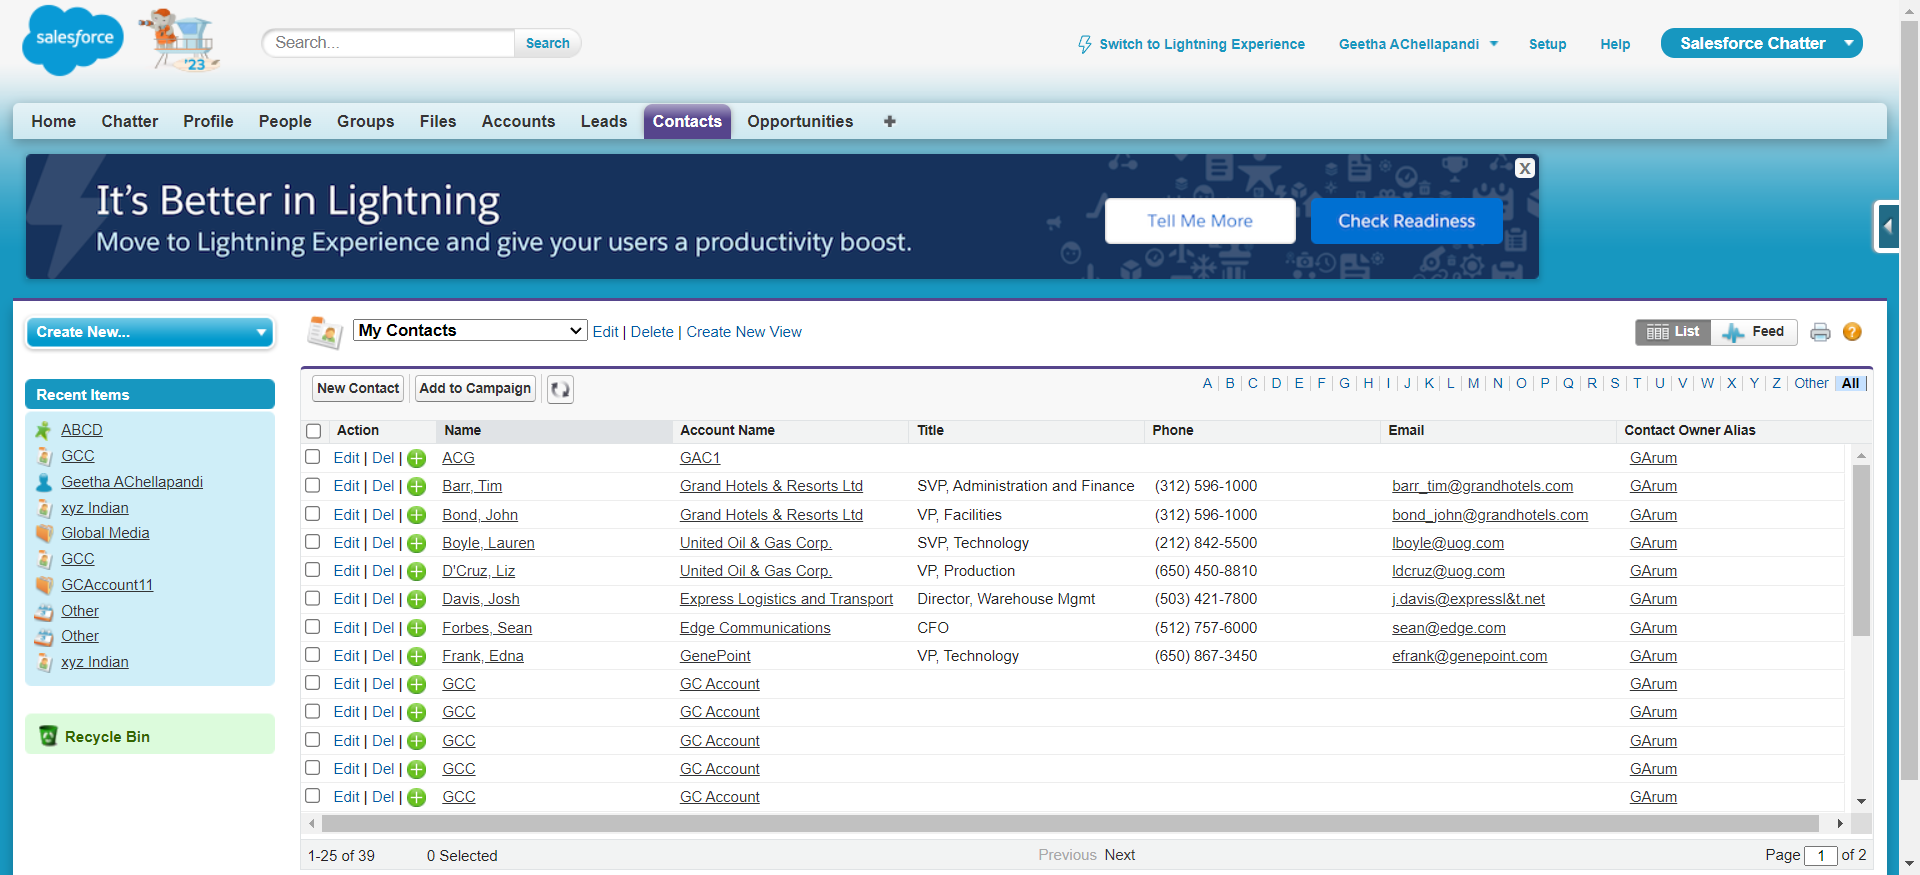 salesforce
'23
Search...
Search
Switch to Lightning Experience
Geetha AChellapandi
Setup
Help
Salesforce Chatter
Home Chatter Profile People Groups Files Accounts Leads Contacts Opportunities +
It's Better in Lightning
Move to Lightning Experience and give your users a productivity boost.
Tell Me More
Check Readiness
X
Create New...
Recent Items
ABCD
GCC
Geetha AChellapandi
xyz Indian
Global Media
GCC
GCAccount11
Other
Other
xyz Indian
Recycle Bin
My Contacts
Edit | Delete | Create New View
List
Feed
?
New Contact
Add to Campaign
A | B | C | D | E | F | G | H | I | J | K | L | M | N | O | P | Q | R | S | T | U | V | W | X | Y | Z | Other | All |
Action Name Account Name Title Phone Email Contact Owner Alias
Edit | Del | ACG GAC1 GArum
Edit | Del | Barr, Tim Grand Hotels & Resorts Ltd SVP, Administration and Finance (312) 596-1000 barr_tim@grandhotels.com GArum
Edit | Del | Bond, John Grand Hotels & Resorts Ltd VP, Facilities (312) 596-1000 bond_john@grandhotels.com GArum
Edit | Del | Boyle, Lauren United Oil & Gas Corp. SVP, Technology (212) 842-5500 lboyle@uog.com GArum
Edit | Del | D'Cruz, Liz United Oil & Gas Corp. VP, Production (650) 450-8810 ldcruz@uog.com GArum
Edit | Del | Davis, Josh Express Logistics and Transport Director, Warehouse Mgmt (503) 421-7800 j.davis@expressl&t.net GArum
Edit | Del | Forbes, Sean Edge Communications CFO (512) 757-6000 sean@edge.com GArum
Edit | Del | Frank, Edna GenePoint VP, Technology (650) 867-3450 efrank@genepoint.com GArum
Edit | Del | GCC GC Account GArum
Edit | Del | GCC GC Account GArum
Edit | Del | GCC GC Account GArum
Edit | Del | GCC GC Account GArum
Edit | Del | GCC GC Account GArum
1-25 of 39
0 Selected
Previous Next
Page 1 of 2